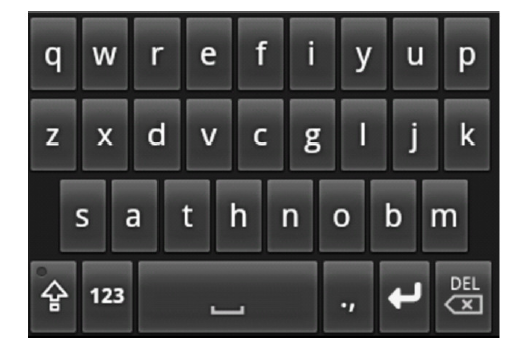 q w r e f i y u p
z x d v c g l j k
s a t h n o b m
123 ., DEL